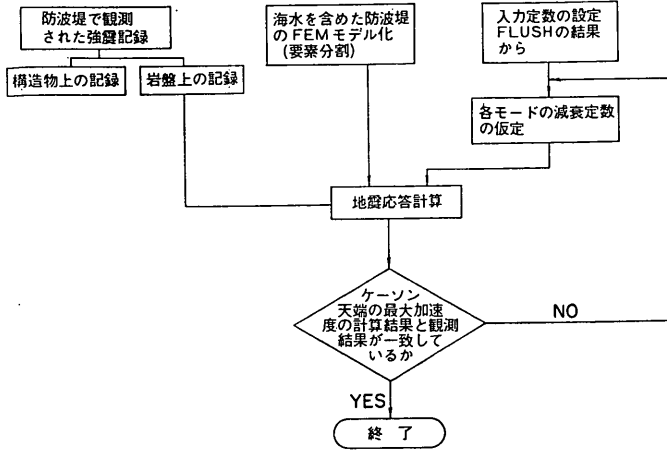 防波堤で観測
された強震記録
構造物上の記録
岩盤上の記録
海水を含めた防波堤
のFEMモデル化
(要素分割)
入力定数の設定
FLUSHの結果
から
各モードの減衰定数
の仮定
地震応答計算
ケーソン
天端の最大加速
度の計算結果と観測
結果が一致して
いるか
NO
YES
終了